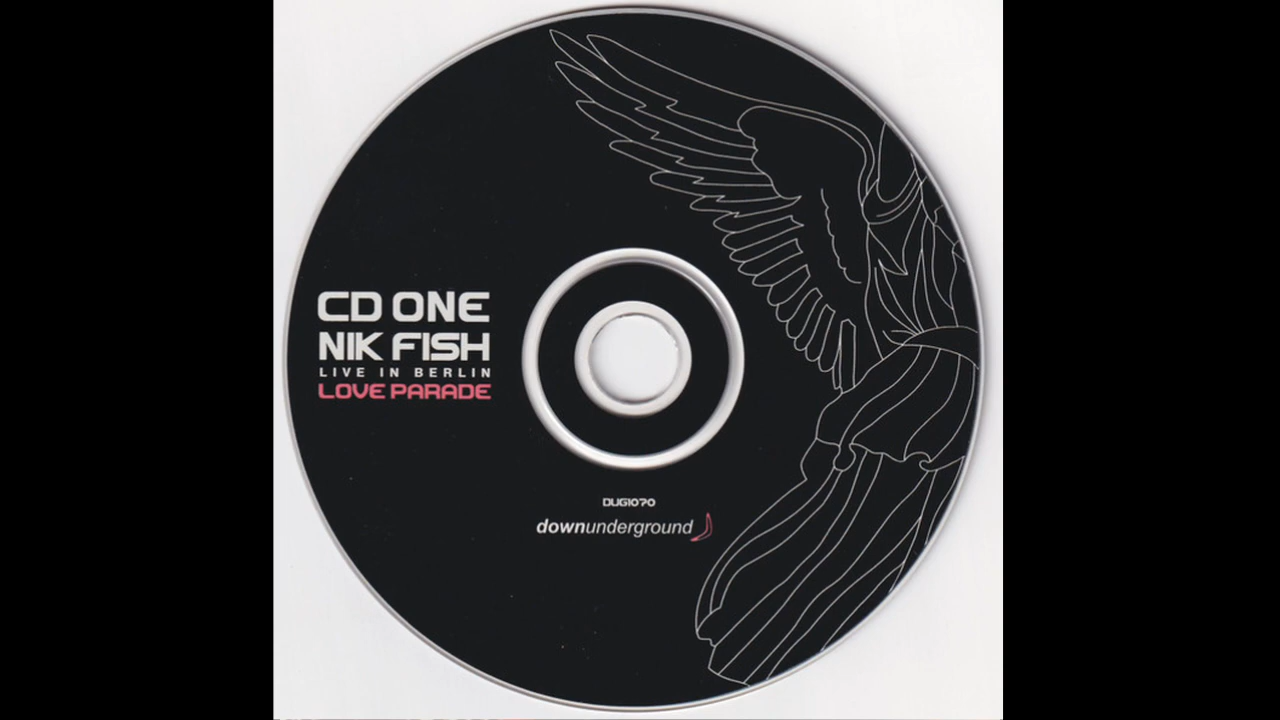 CD ONE
NIK FISH
LIVE IN BERLIN
LOVE PARADE
DUG1070
downunderground